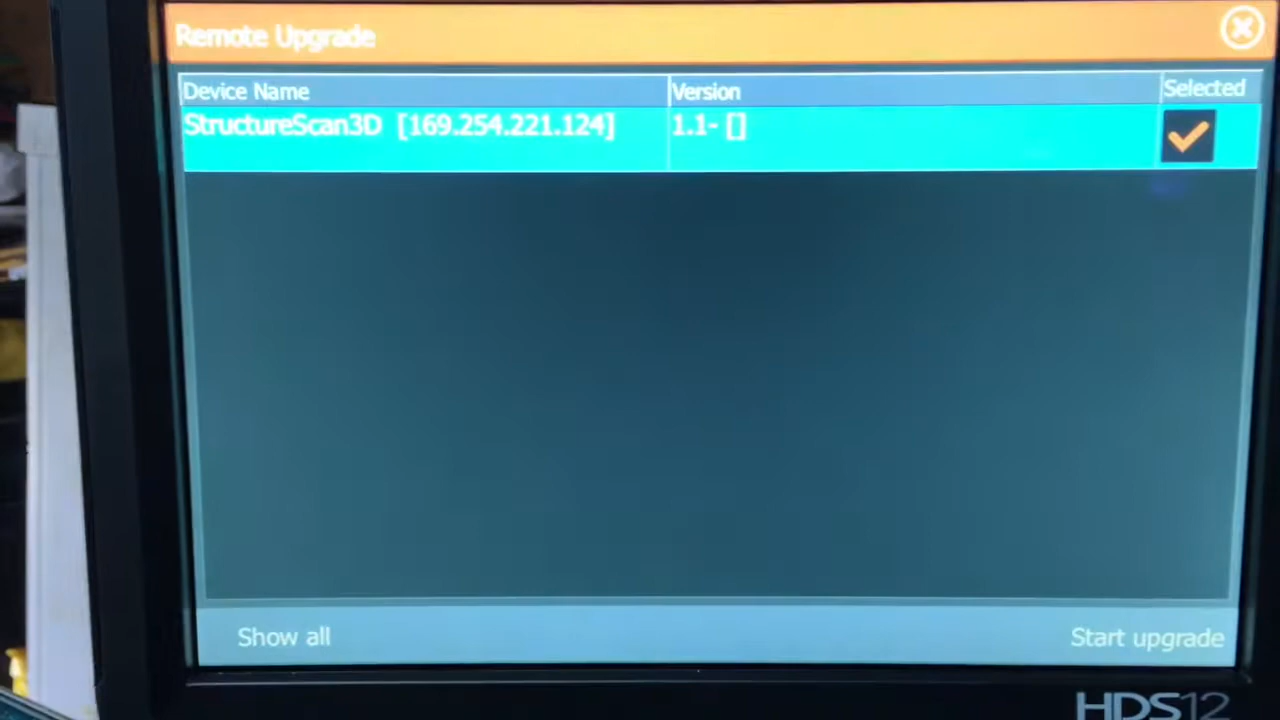 Remote Upgrade
Device Name Version Selected
StructureScan3D [169.254.221.124] 1.1- []
Show all Start upgrade
HDS12